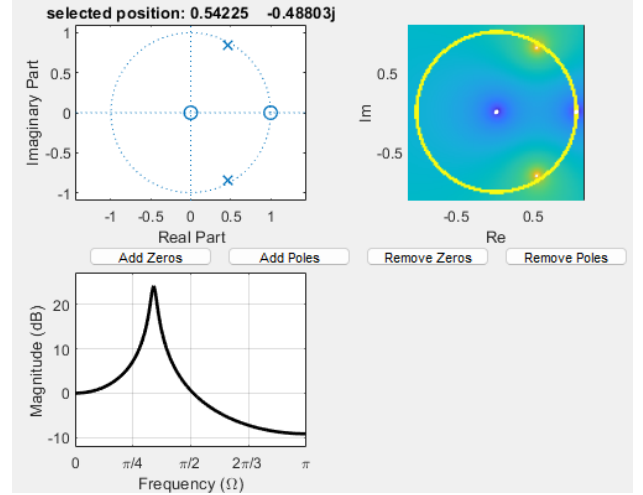 selected position: 0.54225 -0.48803j
1
0.5
0
-0.5
-1
Imaginary Part
-1 -0.5 0 0.5 1
Real Part
0.5
-0.5
Im
-0.5 0.5
Re
Add Zeros Add Poles Remove Zeros Remove Poles
20
10
0
-10
Magnitude (dB)
0 π/4 π/2 2π/3 π
Frequency (Ω)